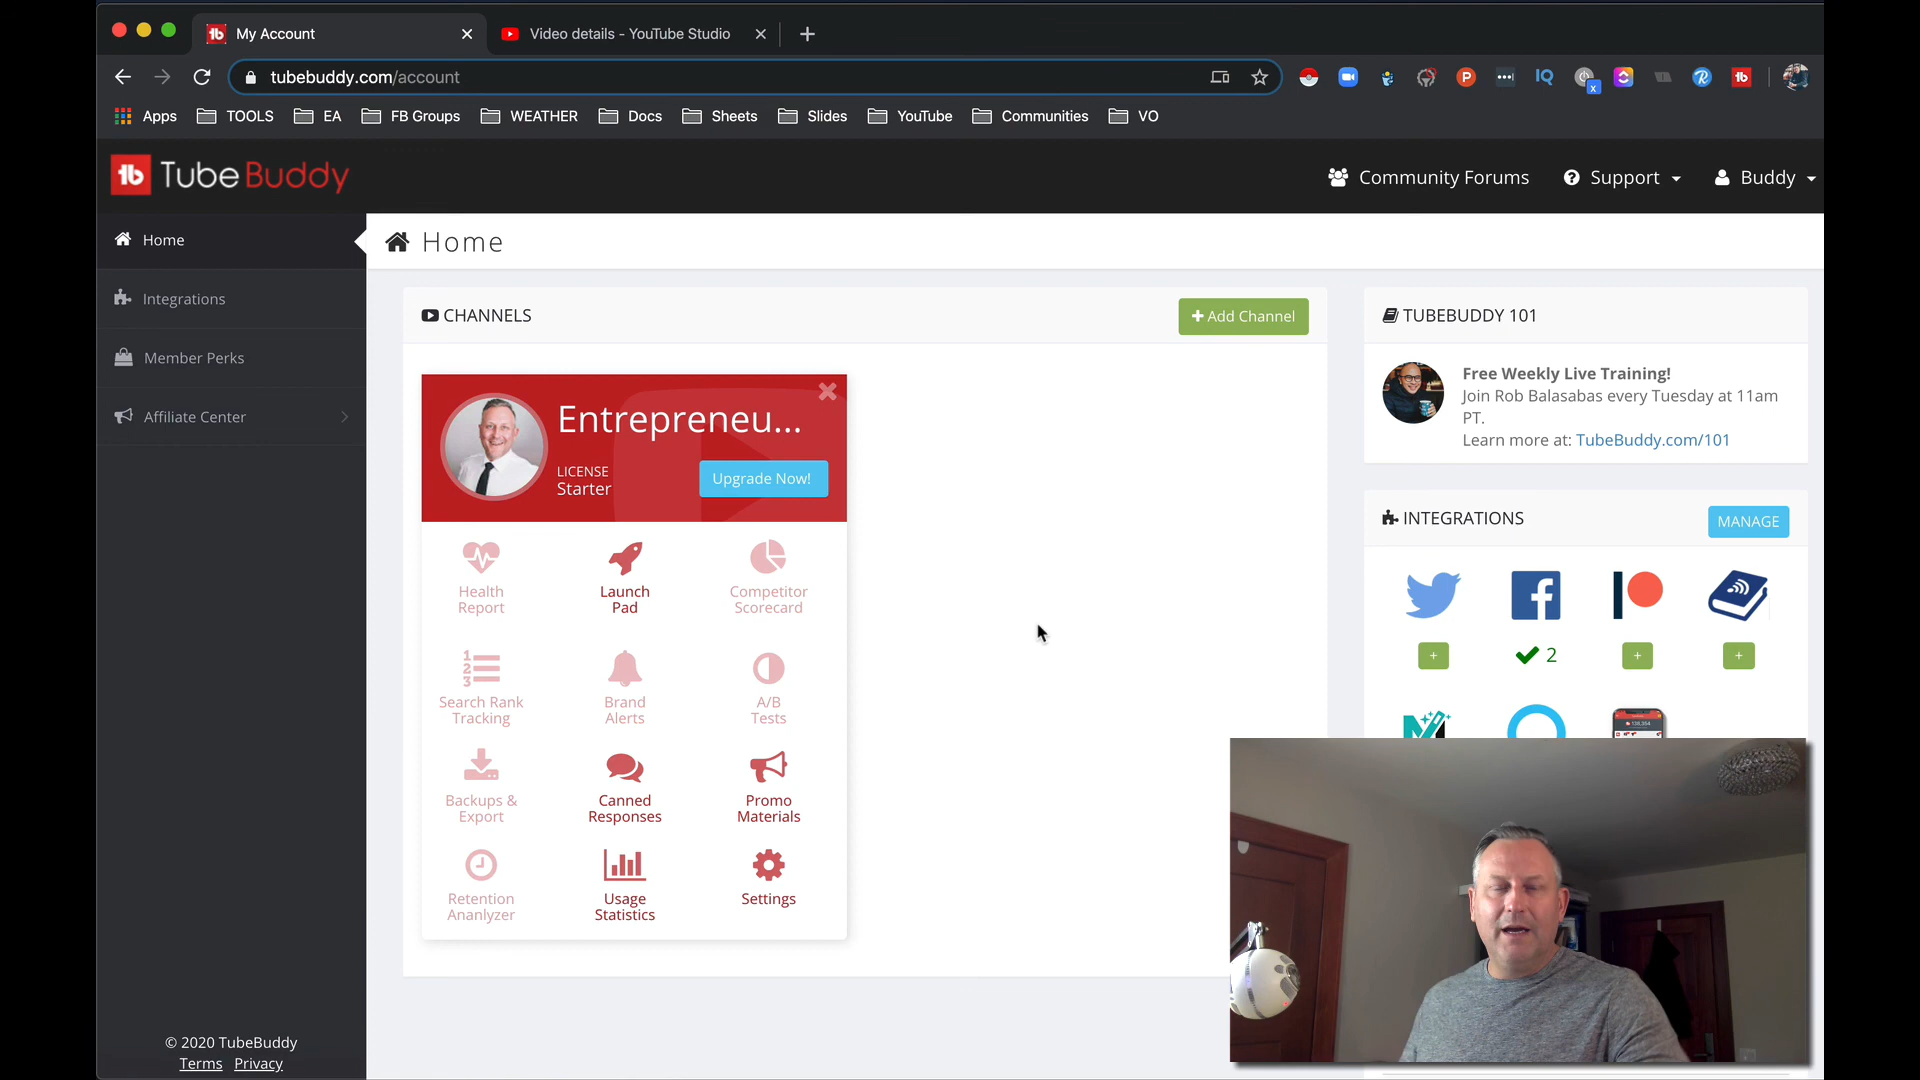 My Account
Video details - YouTube Studio
tubebuddy.com/account
Apps
TOOLS
EA
FB Groups
WEATHER
Docs
Sheets
Slides
YouTube
Communities
VO
TubeBuddy
Community Forums
Support
Buddy
Home
Integrations
Member Perks
Affiliate Center
Home
CHANNELS
Add Channel
Entrepreneu...
LICENSE
Starter
Upgrade Now!
Health
Report
Launch
Pad
Competitor
Scorecard
Search Rank
Tracking
Brand
Alerts
A/B
Tests
Backups &
Export
Canned
Responses
Promo
Materials
Retention
Ananlyzer
Usage
Statistics
Settings
TUBEBUDDY 101
Free Weekly Live Training!
Join Rob Balasabas every Tuesday at 11am
PT.
Learn more at: TubeBuddy.com/101
INTEGRATIONS
MANAGE
2
© 2020 TubeBuddy
Terms Privacy